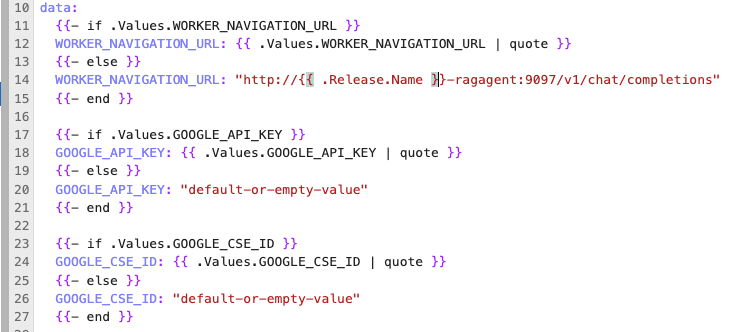 10 data:
11   {{- if .Values.WORKER_NAVIGATION_URL }}
12   WORKER_NAVIGATION_URL: {{ .Values.WORKER_NAVIGATION_URL | quote }}
13   {{- else }}
14   WORKER_NAVIGATION_URL: "http://{{ .Release.Name }}-ragagent:9097/v1/chat/completions"
15   {{- end }}
16
17   {{- if .Values.GOOGLE_API_KEY }}
18   GOOGLE_API_KEY: {{ .Values.GOOGLE_API_KEY | quote }}
19   {{- else }}
20   GOOGLE_API_KEY: "default-or-empty-value"
21   {{- end }}
22
23   {{- if .Values.GOOGLE_CSE_ID }}
24   GOOGLE_CSE_ID: {{ .Values.GOOGLE_CSE_ID | quote }}
25   {{- else }}
26   GOOGLE_CSE_ID: "default-or-empty-value"
27   {{- end }}